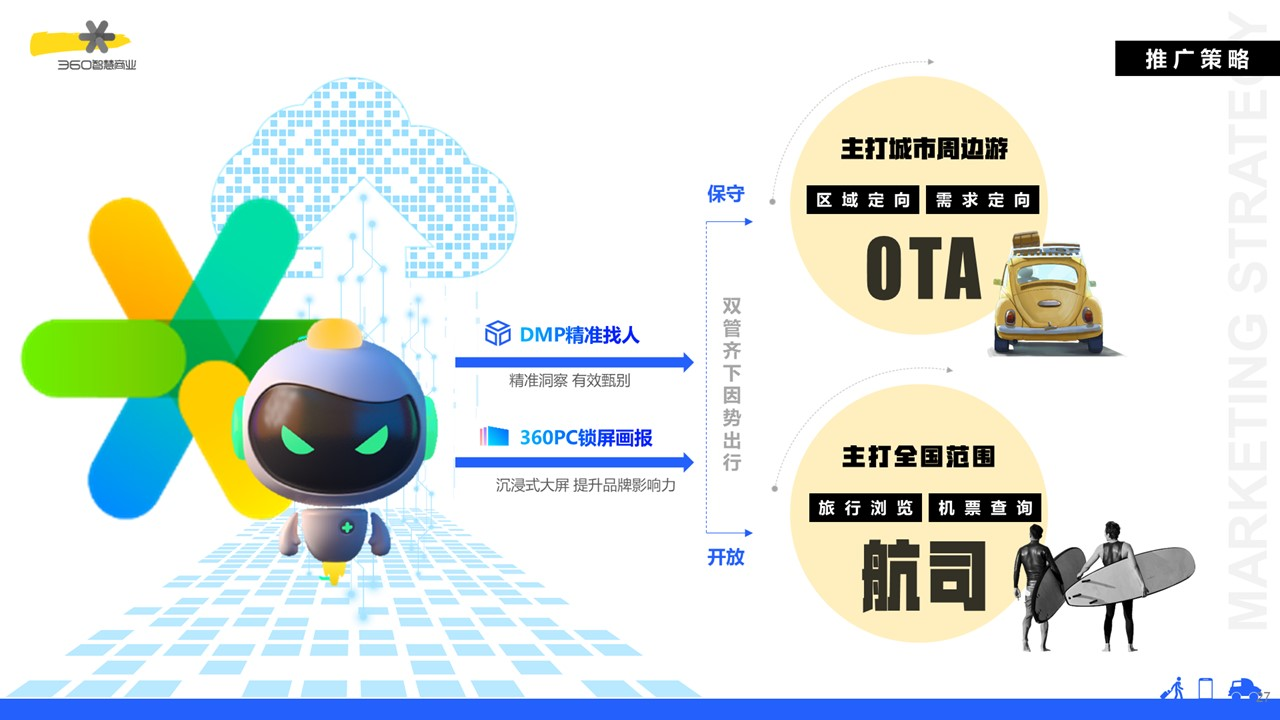 360智慧商业
推广策略
MARKETING STRATEGY
保守
主打城市周边游
区域定向 需求定向
OTA
DMP精准找人
精准洞察 有效甄别
360PC锁屏画报
沉浸式大屏 提升品牌影响力
双管齐下因势出行
开放
主打全国范围
旅行浏览 机票查询
航司
27